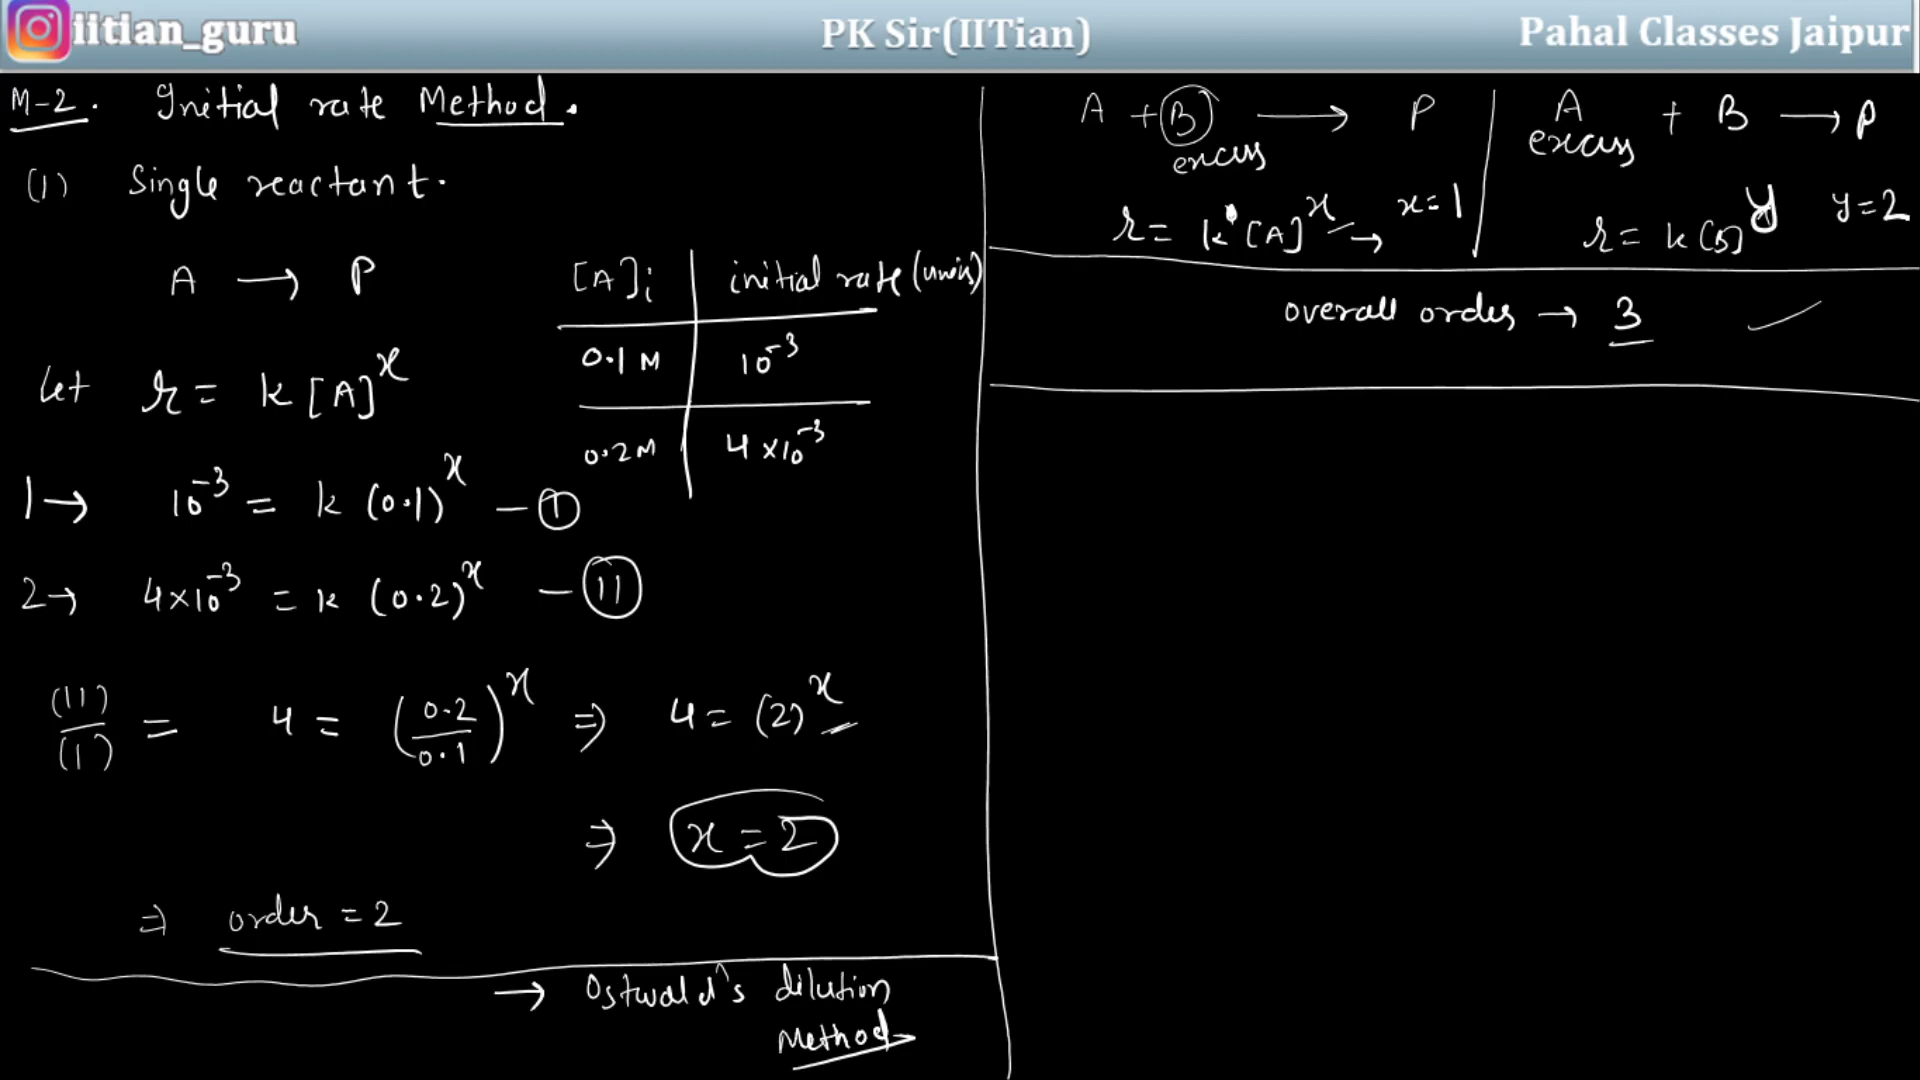 iitian_guru
PK Sir(IITian)
Pahal Classes Jaipur
M-2. Initial rate Method.
(1) Single reactant.
A → P
[A]i | initial rate (units)
0.1 M | 10⁻³
0.2 M | 4×10⁻³
Let r = k [A]ˣ
1→ 10⁻³ = k (0.1)ˣ — (I)
2→ 4×10⁻³ = k (0.2)ˣ — (II)
(II)/(I) = 4 = (0.2/0.1)ˣ ⇒ 4 = (2)ˣ
⇒ x = 2
⇒ order = 2
→ Ostwald's dilution
Method
A + B → P
excess
r = k' [A]ˣ → x = 1
A + B → P
excess
r = k [B]ʸ y = 2
overall order → 3